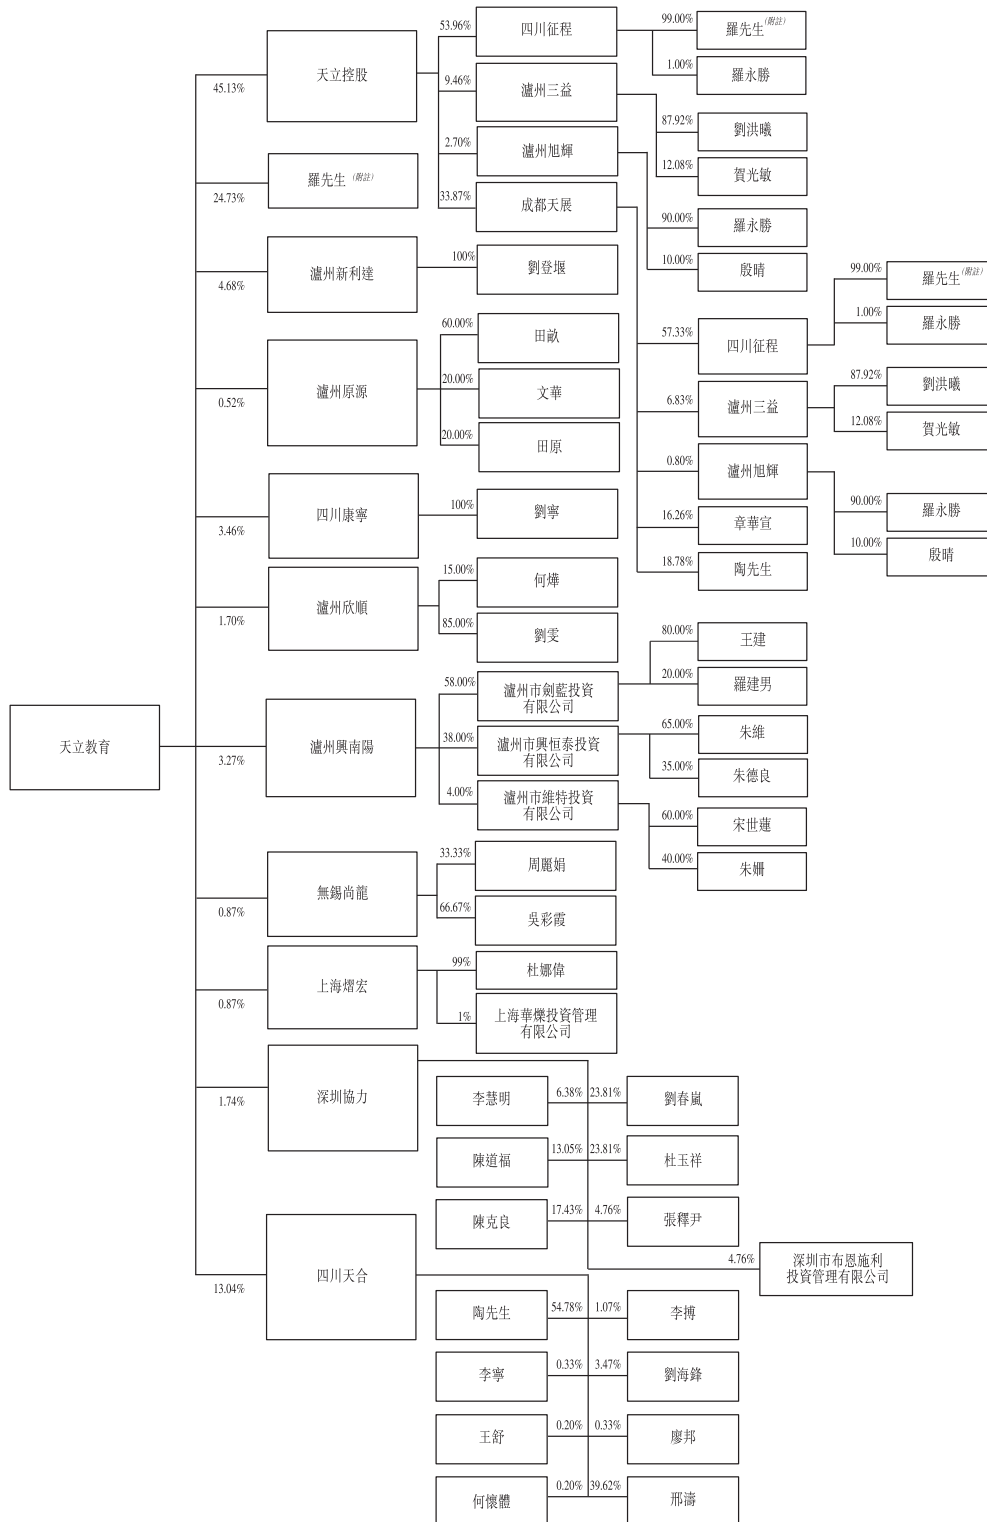 天立教育
45.13%
天立控股
53.96%
四川征程
99.00%
羅先生(附註)
1.00%
羅永勝
9.46%
瀘州三益
87.92%
劉洪曦
12.08%
賀光敏
2.70%
瀘州旭輝
90.00%
羅永勝
10.00%
殷晴
33.87%
成都天展
57.33%
四川征程
99.00%
羅先生(附註)
1.00%
羅永勝
6.83%
瀘州三益
87.92%
劉洪曦
12.08%
賀光敏
0.80%
瀘州旭輝
90.00%
羅永勝
10.00%
殷晴
16.26%
章華宣
18.78%
陶先生
24.73%
羅先生 (附註)
4.68%
瀘州新利達
100%
劉登堰
0.52%
瀘州原源
60.00%
田畝
20.00%
文華
20.00%
田原
3.46%
四川康寧
100%
劉寧
1.70%
瀘州欣順
15.00%
何燁
85.00%
劉雯
3.27%
瀘州興南陽
58.00%
瀘州市劍藍投資
有限公司
80.00%
王建
20.00%
羅建男
38.00%
瀘州市興恒泰投資
有限公司
65.00%
朱維
35.00%
朱德良
4.00%
瀘州市維特投資
有限公司
60.00%
宋世蓮
40.00%
朱姍
0.87%
無錫尚龍
33.33%
周麗娟
66.67%
吳彩霞
0.87%
上海熠宏
99%
杜娜偉
1%
上海華爍投資管理
有限公司
1.74%
深圳協力
李慧明
6.38%
23.81%
劉春嵐
陳道福
13.05%
23.81%
杜玉祥
陳克良
17.43%
4.76%
張釋尹
4.76%
深圳市布恩施利
投資管理有限公司
13.04%
四川天合
陶先生
54.78%
1.07%
李搏
李寧
0.33%
3.47%
劉海鋒
王舒
0.20%
0.33%
廖邦
何懷體
0.20%
39.62%
邢濤